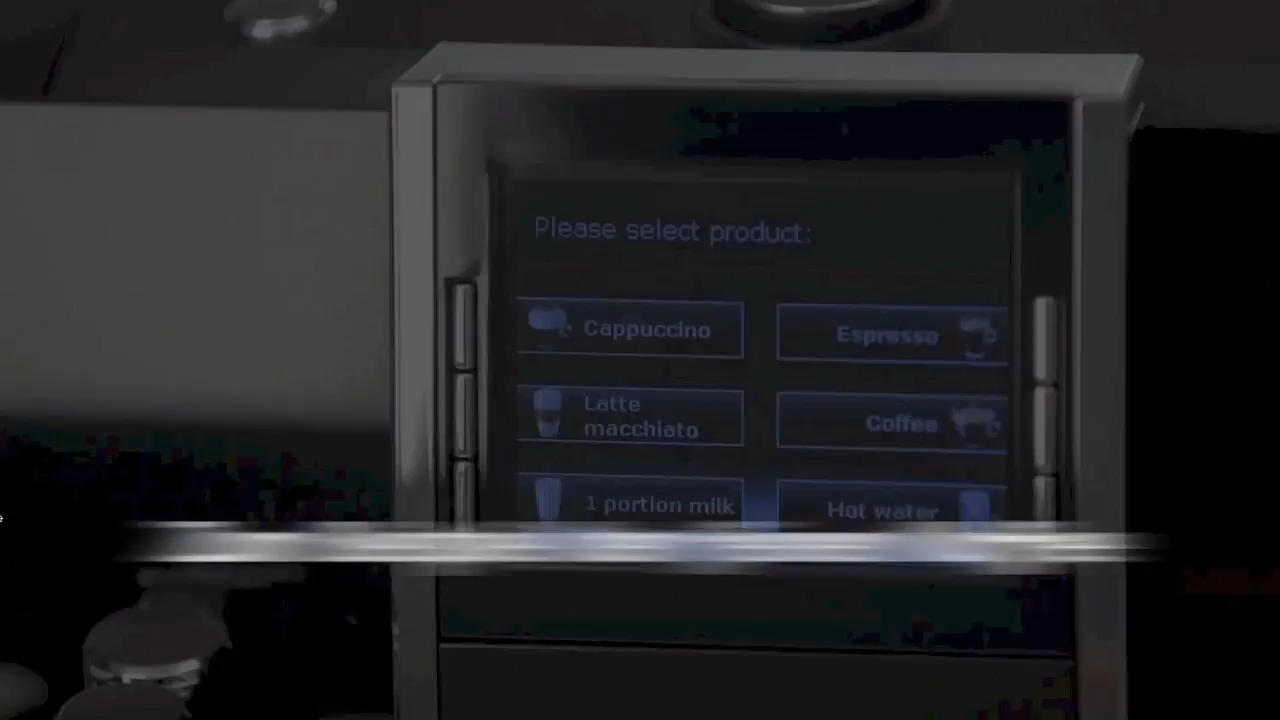 Please select product:
Cappuccino
Espresso
Latte
macchiato
Coffee
1 portion milk
Hot water